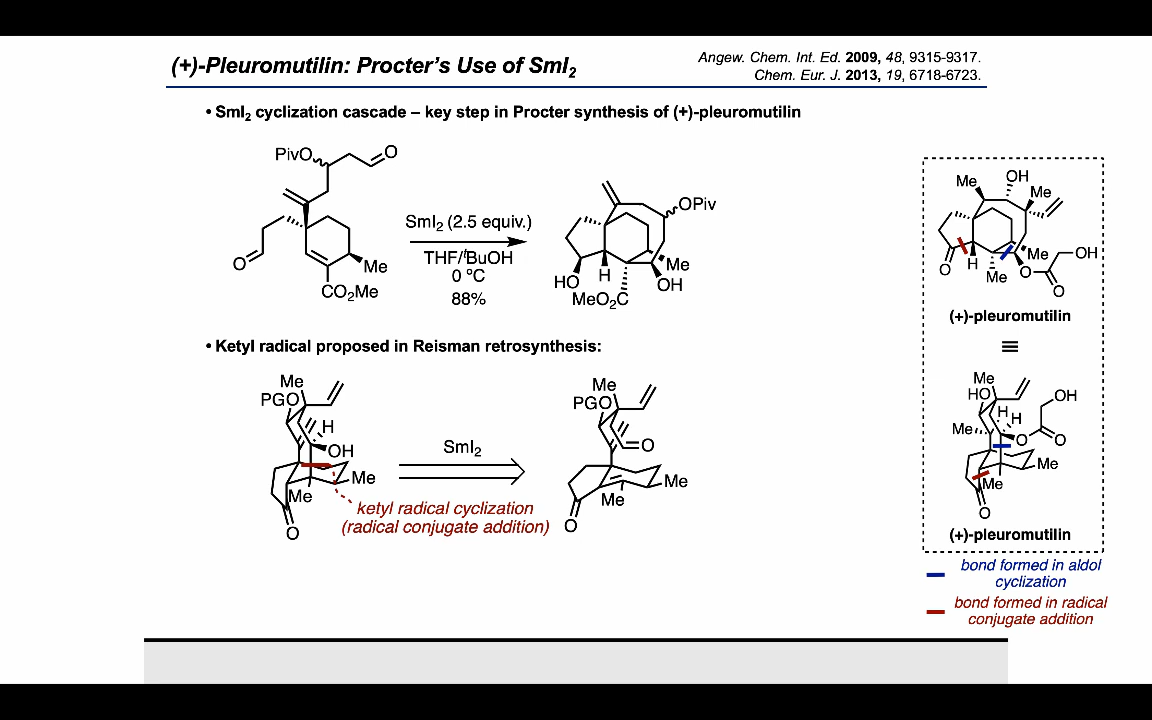 (+)-Pleuromutilin: Procter's Use of SmI2
Angew. Chem. Int. Ed. 2009, 48, 9315-9317.
Chem. Eur. J. 2013, 19, 6718-6723.
• SmI2 cyclization cascade – key step in Procter synthesis of (+)-pleuromutilin
PivO
O
O
Me
CO2Me
SmI2 (2.5 equiv.)
THF/tBuOH
0 ºC
88%
OPiv
HO
H
Me
OH
MeO2C
Me
OH
Me
Me
OH
O
H
Me
O
O
(+)-pleuromutilin
≡
• Ketyl radical proposed in Reisman retrosynthesis:
Me
PGO
H
OH
Me
Me
O
SmI2
ketyl radical cyclization
(radical conjugate addition)
Me
PGO
O
Me
Me
O
Me
HO
OH
H
H
Me
O
O
Me
Me
O
(+)-pleuromutilin
bond formed in aldol
cyclization
bond formed in radical
conjugate addition